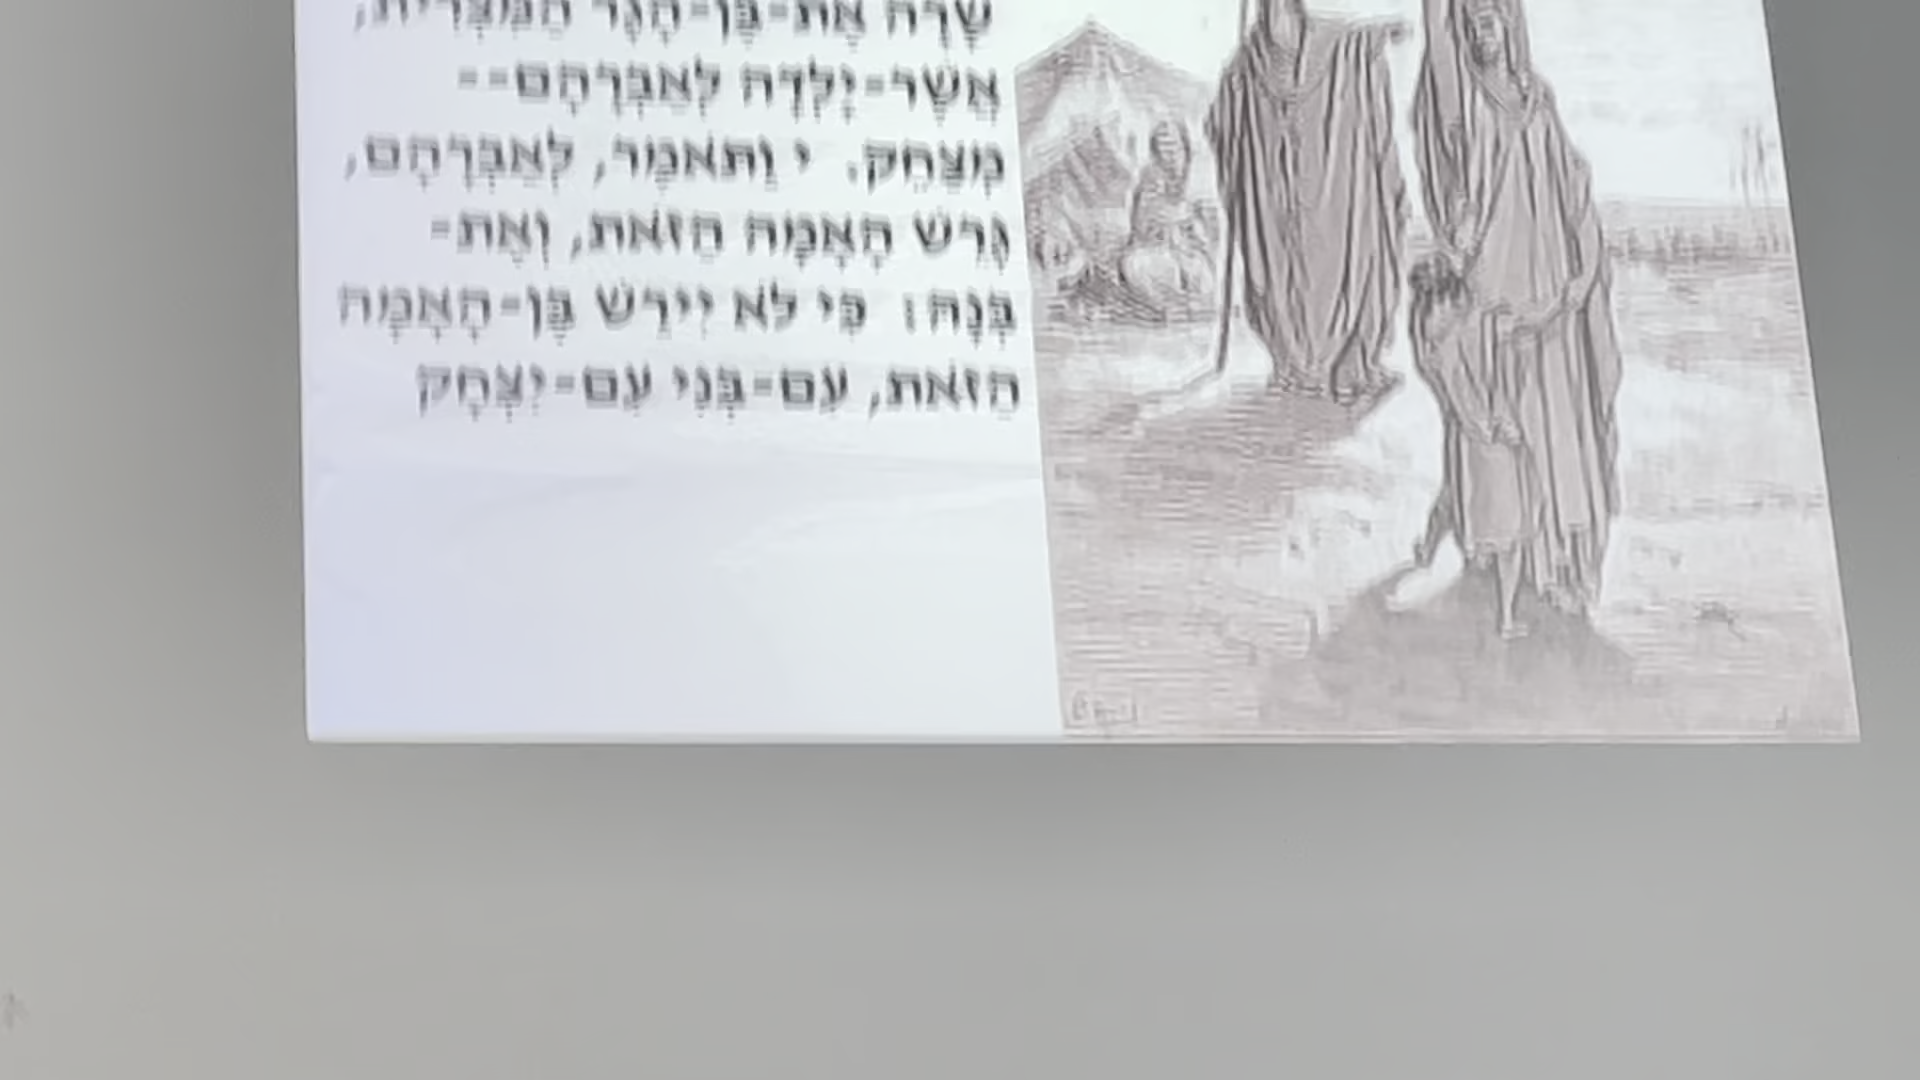 שָׂרָה אֶת-בֶּן-הָגָר הַמִּצְרִית,
אֲשֶׁר-יָלְדָה לְאַבְרָהָם--
מְצַחֵק. י וַתֹּאמֶר, לְאַבְרָהָם,
גָּרֵשׁ הָאָמָה הַזֹּאת, וְאֶת-
בְּנָהּ: כִּי לֹא יִירַשׁ בֶּן-הָאָמָה
הַזֹּאת, עִם-בְּנִי עִם-יִצְחָק